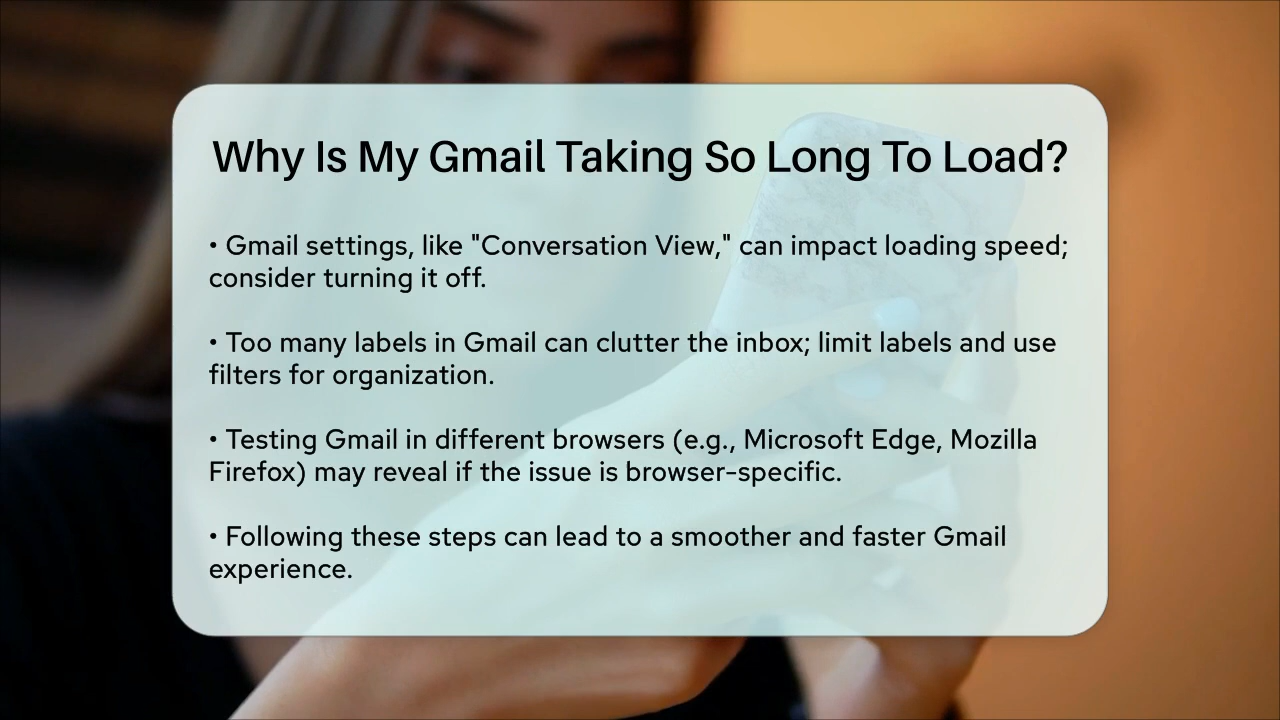 Why Is My Gmail Taking So Long To Load?
• Gmail settings, like "Conversation View," can impact loading speed;
consider turning it off.
• Too many labels in Gmail can clutter the inbox; limit labels and use
filters for organization.
• Testing Gmail in different browsers (e.g., Microsoft Edge, Mozilla
Firefox) may reveal if the issue is browser-specific.
• Following these steps can lead to a smoother and faster Gmail
experience.